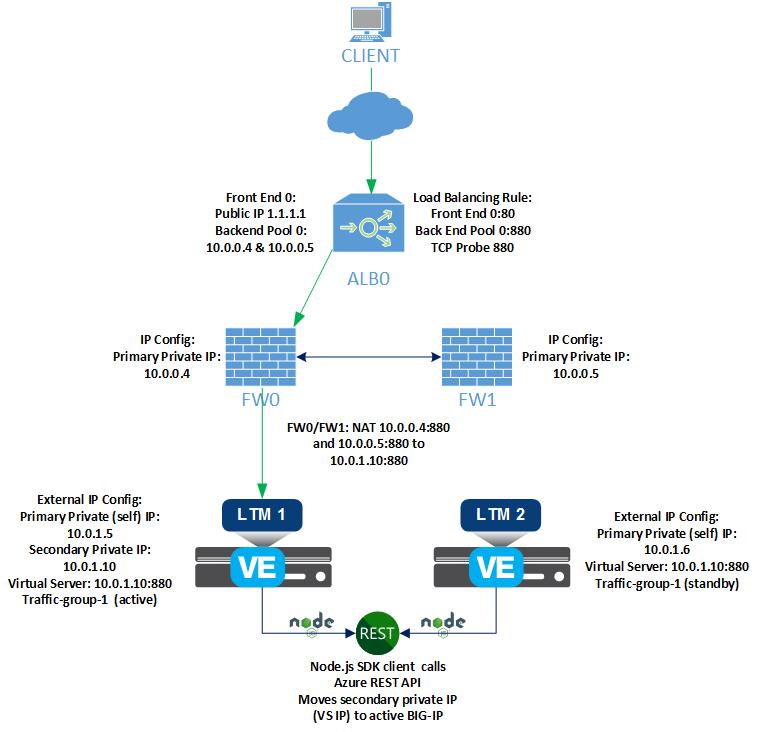 CLIENT
Front End 0:
Public IP 1.1.1.1
Backend Pool 0:
10.0.0.4 & 10.0.0.5
Load Balancing Rule:
Front End 0:80
Back End Pool 0:880
TCP Probe 880
ALB0
IP Config:
Primary Private IP:
10.0.0.4
FW0
IP Config:
Primary Private IP:
10.0.0.5
FW1
FW0/FW1: NAT 10.0.0.4:880
and 10.0.0.5:880 to
10.0.1.10:880
External IP Config:
Primary Private (self) IP:
10.0.1.5
Secondary Private IP:
10.0.1.10
Virtual Server: 10.0.1.10:880
Traffic-group-1 (active)
LTM 1
VE
LTM 2
VE
External IP Config:
Primary Private (self) IP:
10.0.1.6
Virtual Server: 10.0.1.10:880
Traffic-group-1 (standby)
node
JS
REST
node
JS
Node.js SDK client calls
Azure REST API
Moves secondary private IP
(VS IP) to active BIG-IP